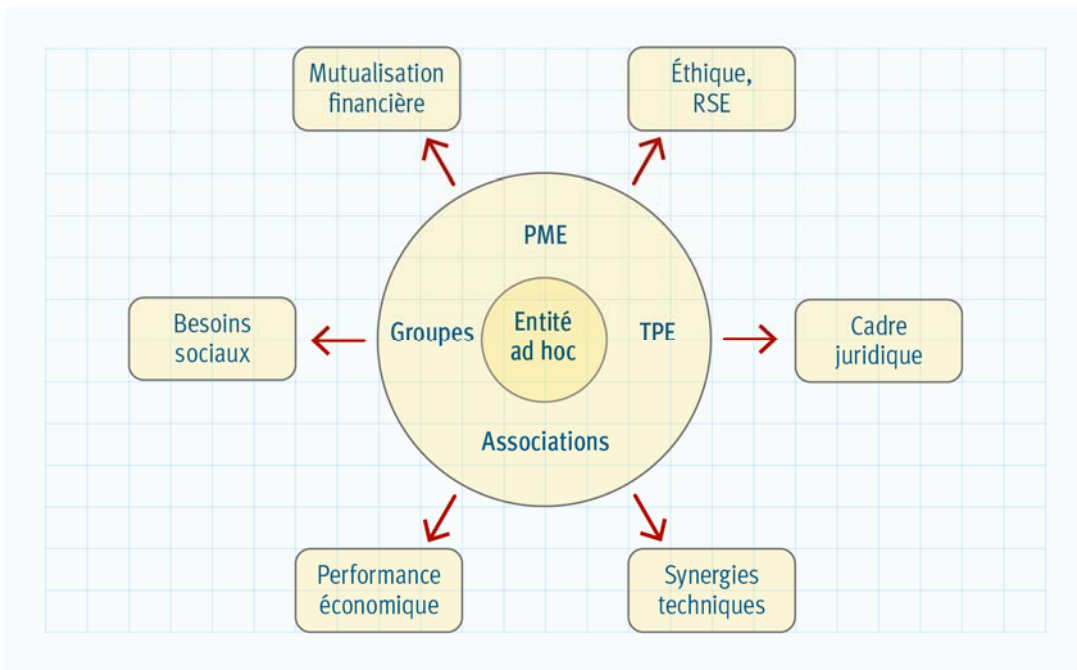 Mutualisation
financière
Éthique,
RSE
PME
Besoins
sociaux
Groupes
Entité
ad hoc
TPE
Cadre
juridique
Associations
Performance
économique
Synergies
techniques